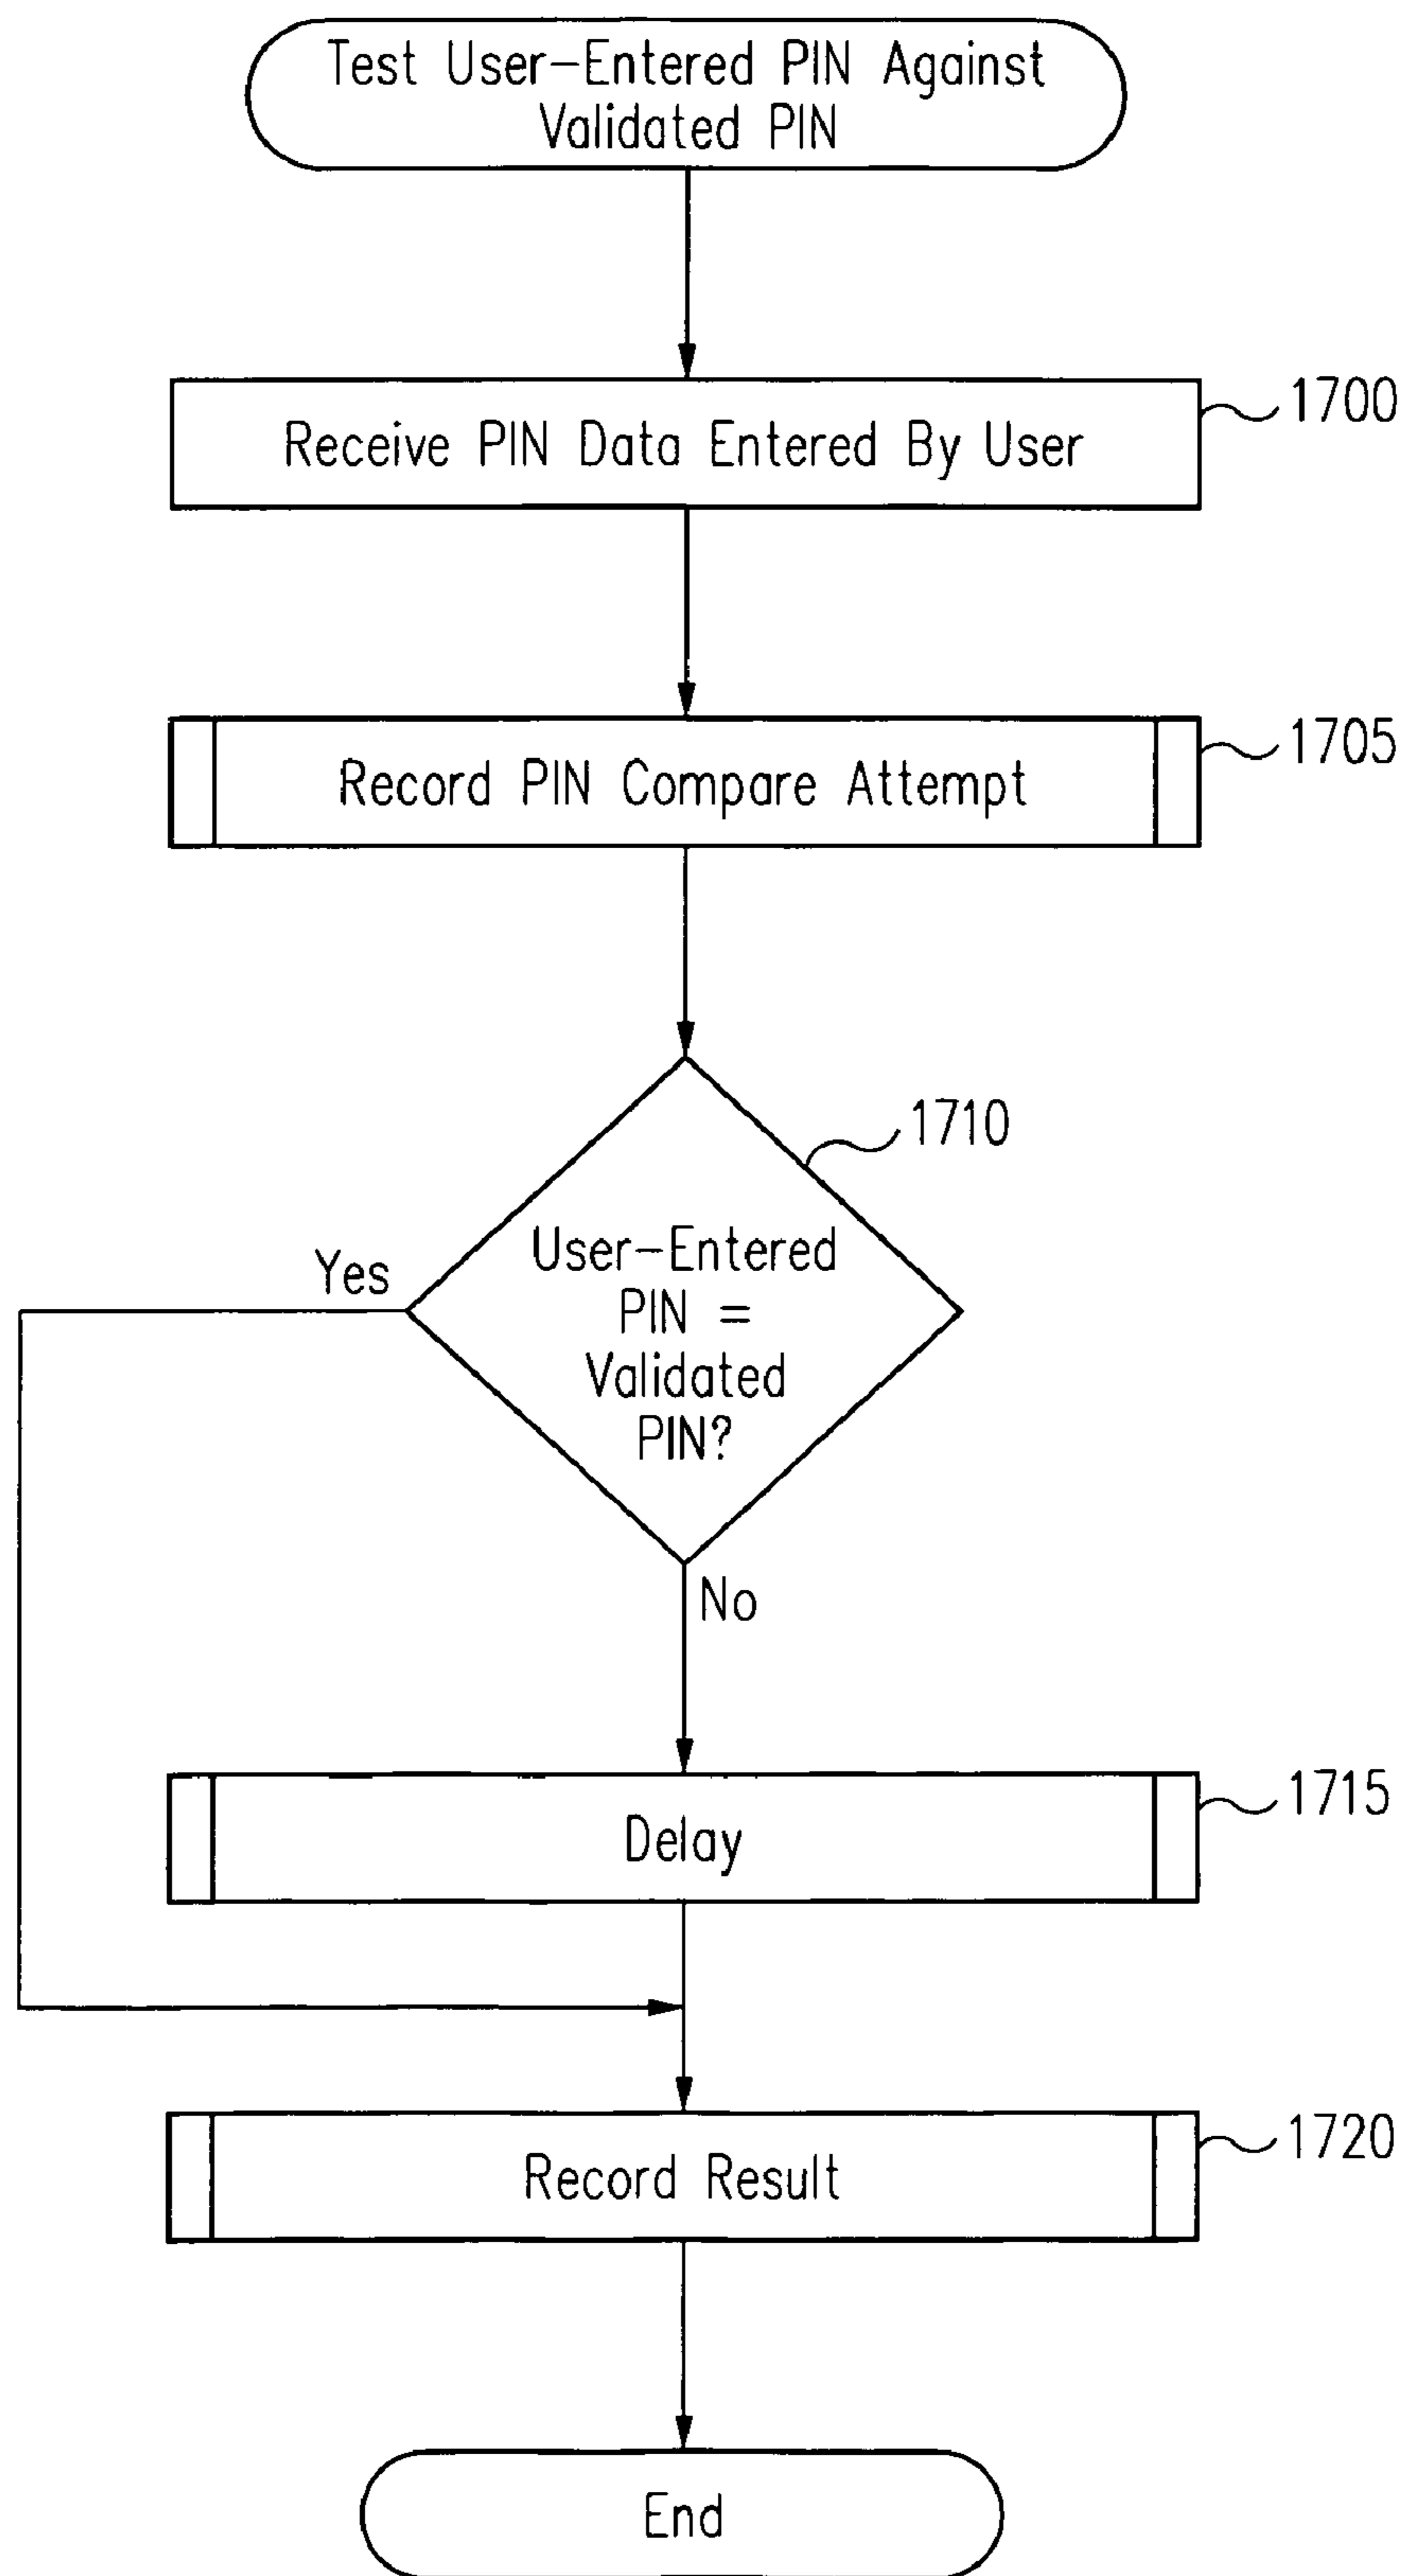 Test User-Entered PIN Against
Validated PIN
Receive PIN Data Entered By User
1700
Record PIN Compare Attempt
1705
1710
User-Entered
PIN =
Validated
PIN?
Yes
No
Delay
1715
Record Result
1720
End